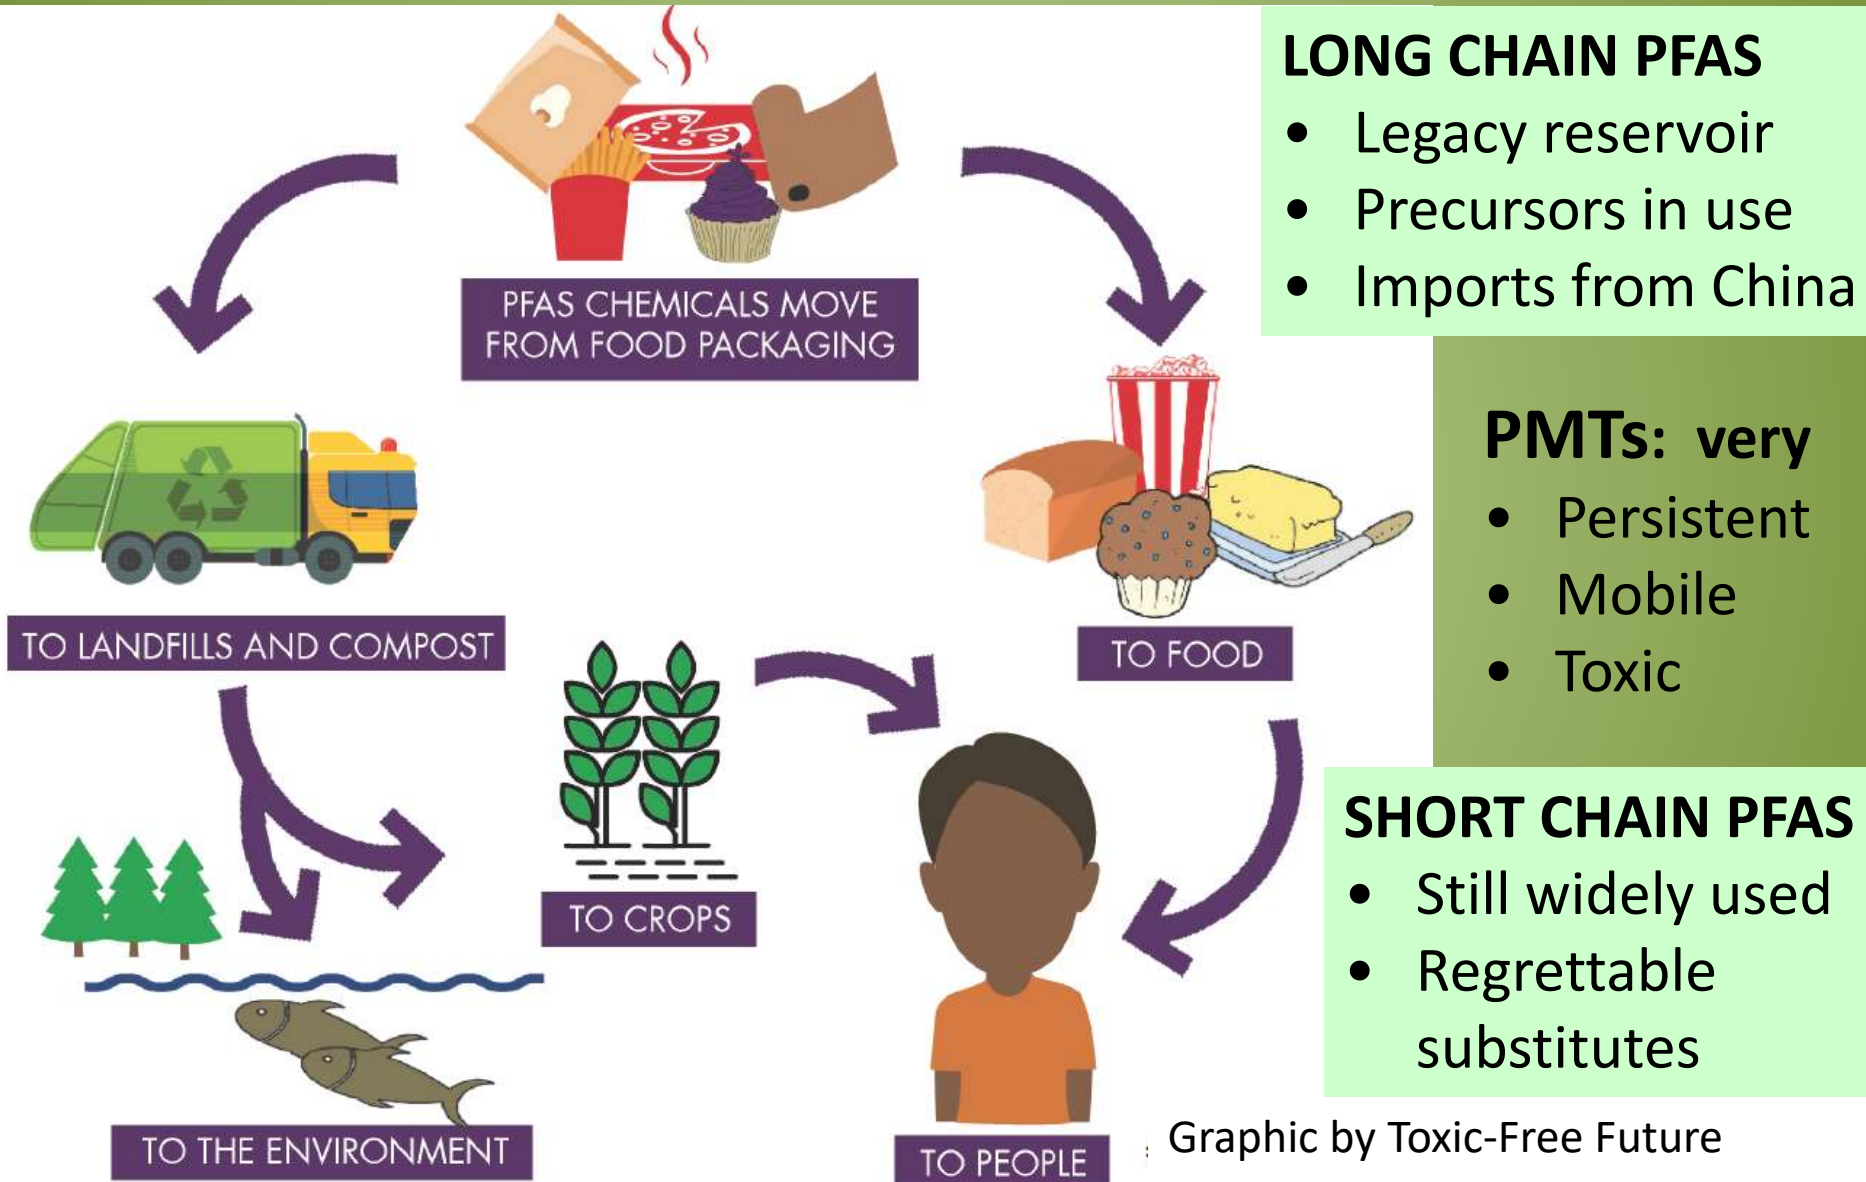 PFAS CHEMICALS MOVE
FROM FOOD PACKAGING
TO LANDFILLS AND COMPOST
TO FOOD
TO CROPS
TO THE ENVIRONMENT
TO PEOPLE
LONG CHAIN PFAS
• Legacy reservoir
• Precursors in use
• Imports from China
PMTs: very
• Persistent
• Mobile
• Toxic
SHORT CHAIN PFAS
• Still widely used
• Regrettable
substitutes
Graphic by Toxic-Free Future